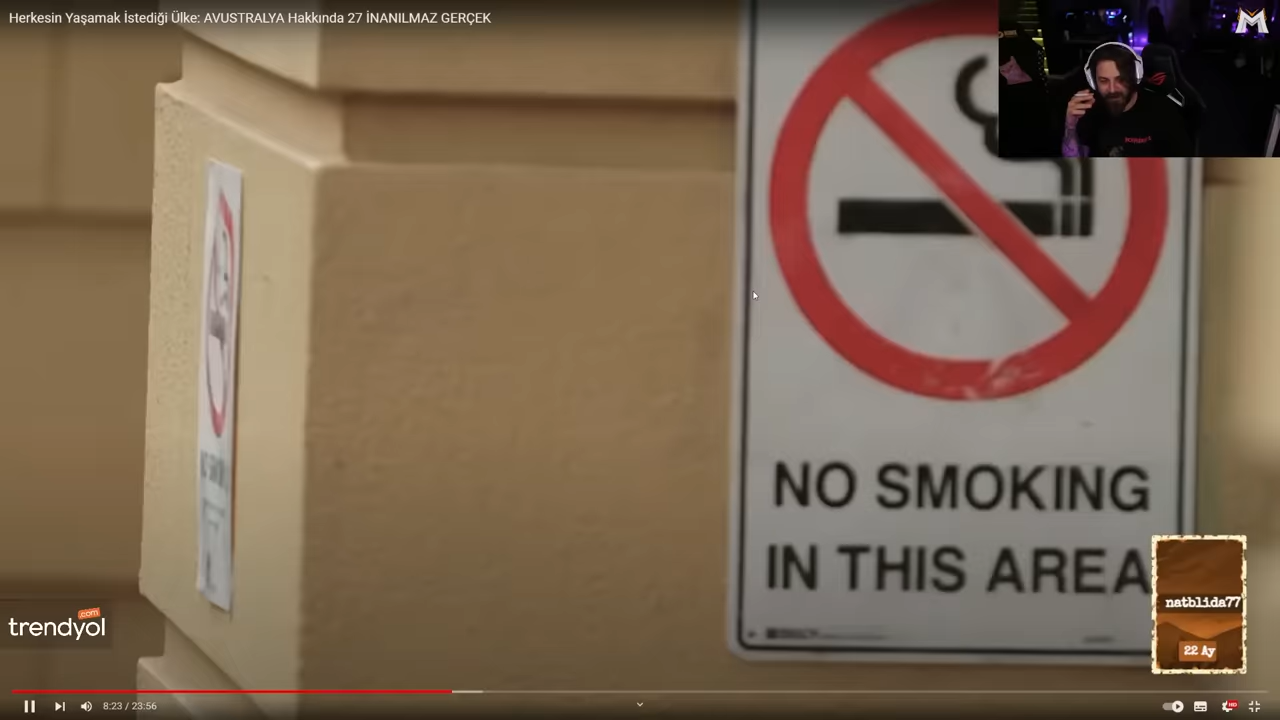 Herkesin Yaşamak İstediği Ülke: AVUSTRALYA Hakkında 27 İNANILMAZ GERÇEK
NO SMOKING
IN THIS AREA
natblida77
22 Ay
.com
trendyol
8:23 / 23:56
HD